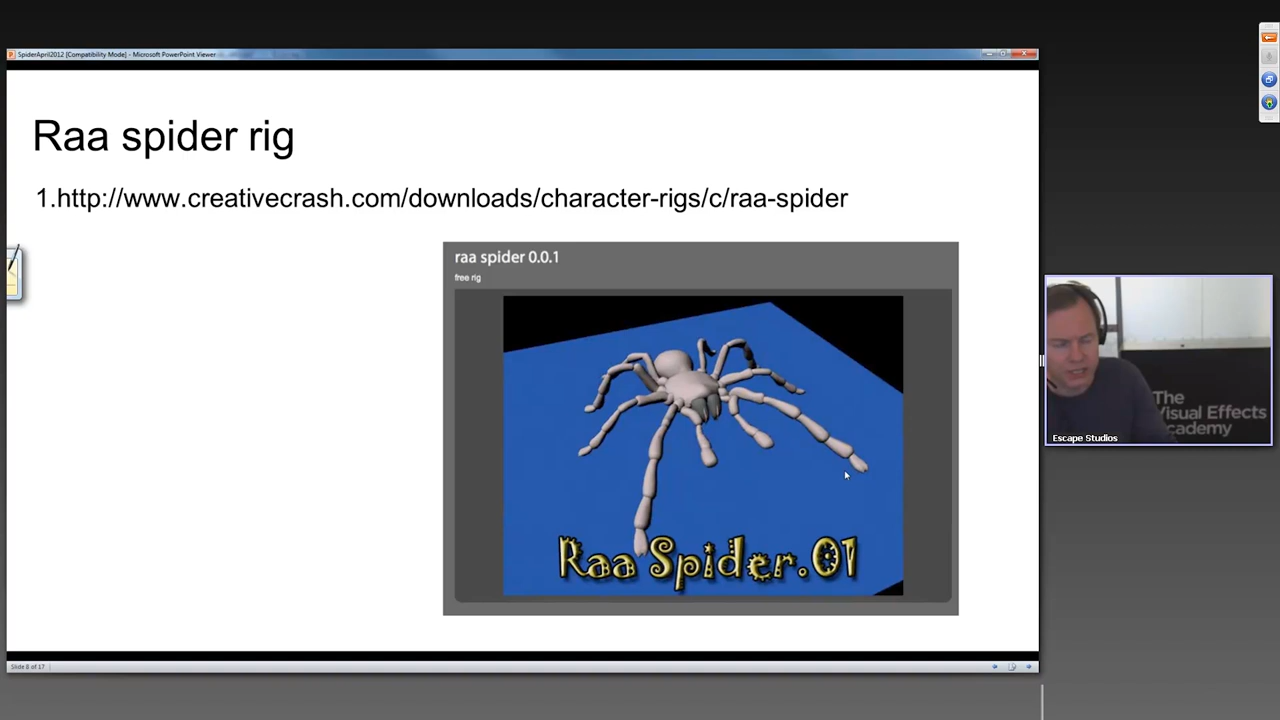 SpiderApril2012 [Compatibility Mode] - Microsoft PowerPoint Viewer
Raa spider rig
1.http://www.creativecrash.com/downloads/character-rigs/c/raa-spider
raa spider 0.0.1
free rig
Raa Spider.01
The
Visual Effects
Academy
Escape Studios
Slide 8 of 17